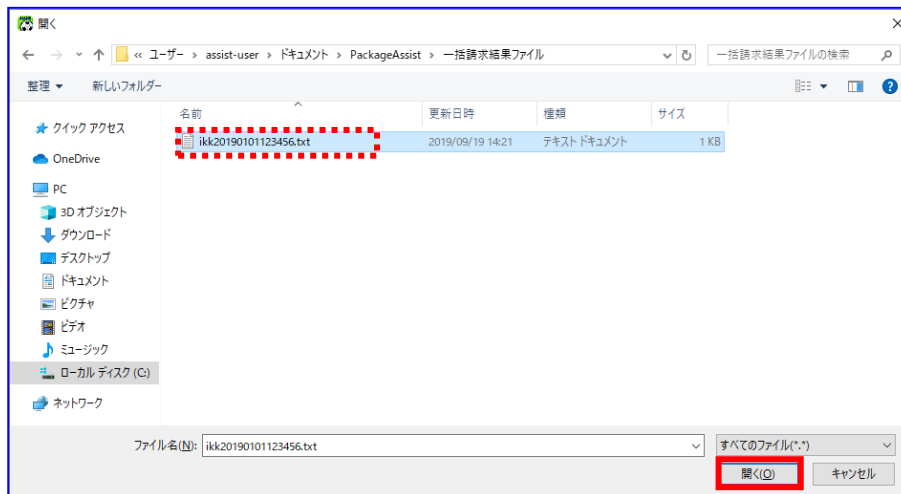 開く
« ユーザー › assist-user › ドキュメント › PackageAssist › 一括請求結果ファイル
一括請求結果ファイルの検索
整理 新しいフォルダー
名前 更新日時 種類 サイズ
ikk20190101123456.txt 2019/09/19 14:21 テキスト ドキュメント 1 KB
クイック アクセス
OneDrive
PC
3D オブジェクト
ダウンロード
デスクトップ
ドキュメント
ピクチャ
ビデオ
ミュージック
ローカル ディスク (C:)
ネットワーク
ファイル名(N): ikk20190101123456.txt
すべてのファイル(*.*)
開く(O) キャンセル